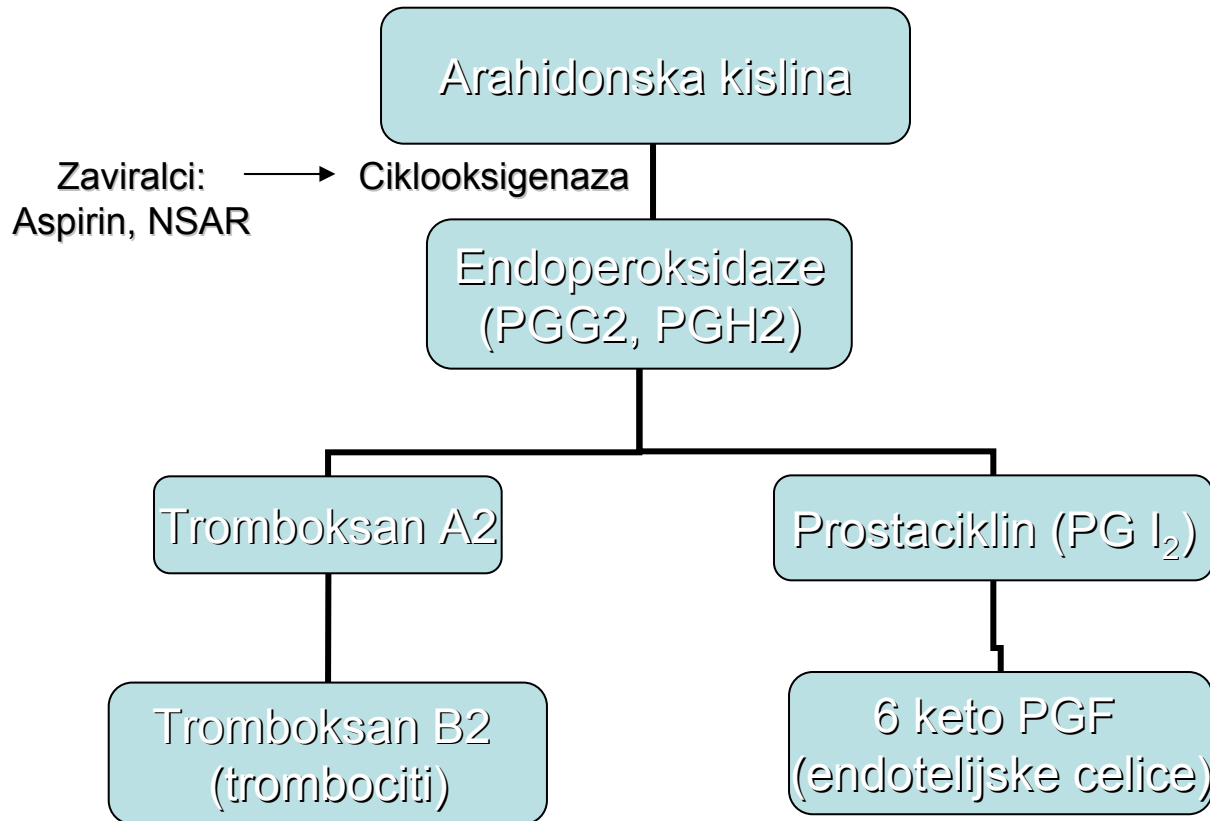 Arahidonska kislina
Zaviralci:
Aspirin, NSAR
Ciklooksigenaza
Endoperoksidaze
(PGG2, PGH2)
Tromboksan A2
Prostaciklin (PG I₂)
Tromboksan B2
(trombociti)
6 keto PGF
(endotelijske celice)